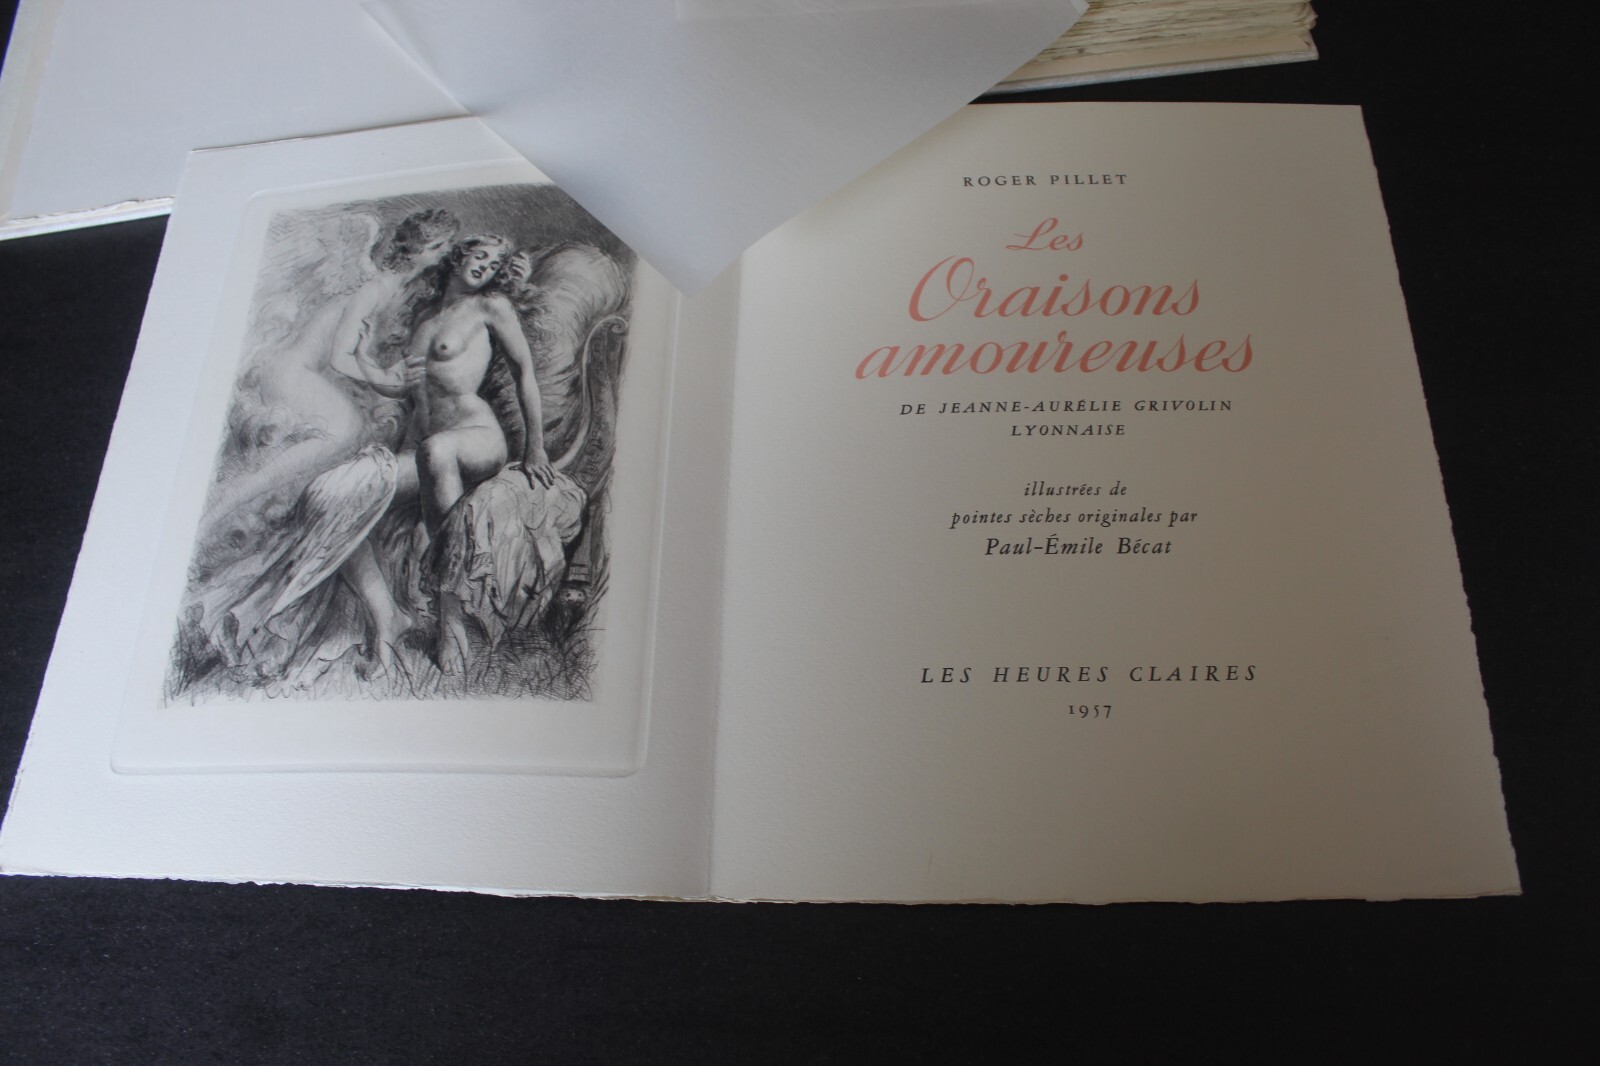 ROGER PILLET
Les
Oraisons
amoureuses
DE JEANNE-AURÉLIE GRIVOLIN
LYONNAISE
illustrées de
pointes sèches originales par
Paul-Émile Bécat
LES HEURES CLAIRES
1957